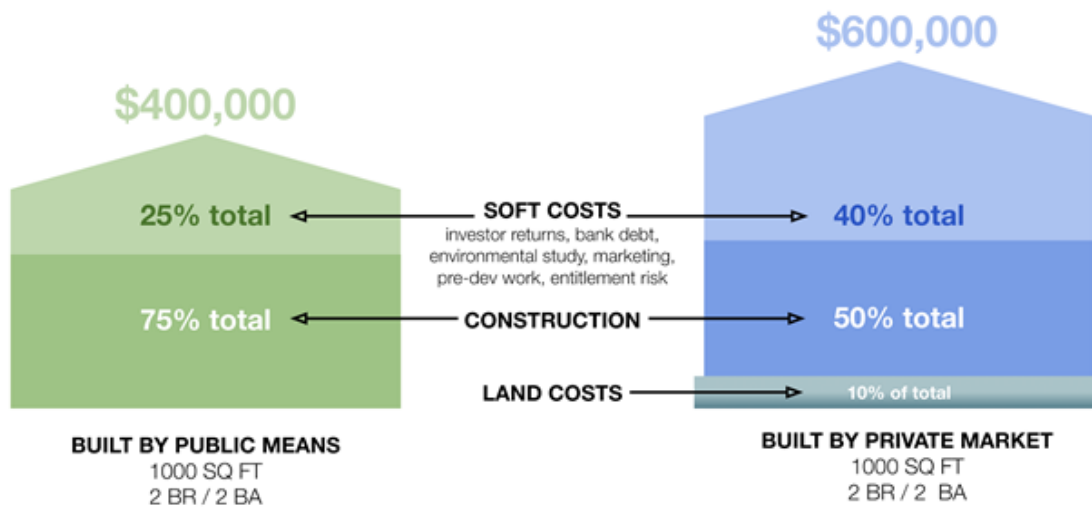 $600,000
$400,000
25% total
SOFT COSTS
investor returns, bank debt,
environmental study, marketing,
pre-dev work, entitlement risk
40% total
75% total
CONSTRUCTION
50% total
LAND COSTS
10% of total
BUILT BY PUBLIC MEANS
1000 SQ FT
2 BR / 2 BA
BUILT BY PRIVATE MARKET
1000 SQ FT
2 BR / 2 BA